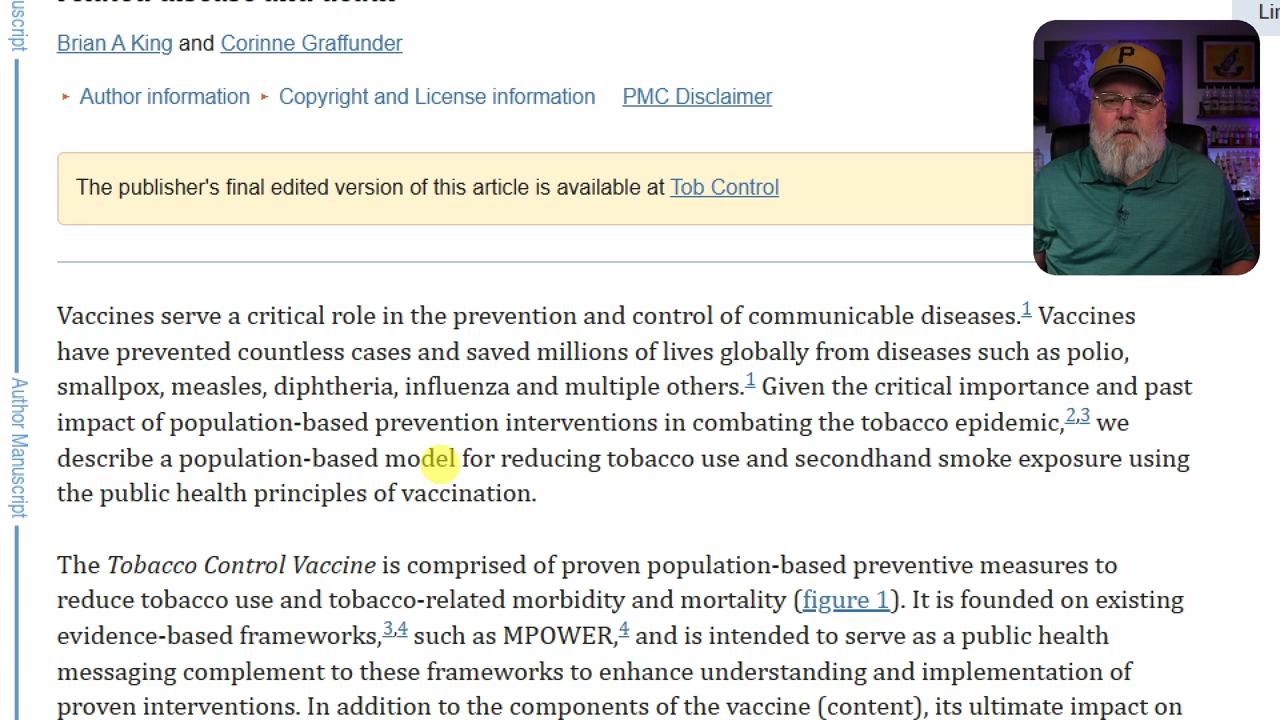 related disease and death
Lin
Brian A King and Corinne Graffunder
Author information Copyright and License information PMC Disclaimer
The publisher's final edited version of this article is available at Tob Control
Vaccines serve a critical role in the prevention and control of communicable diseases.1 Vaccines
have prevented countless cases and saved millions of lives globally from diseases such as polio,
smallpox, measles, diphtheria, influenza and multiple others.1 Given the critical importance and past
impact of population-based prevention interventions in combating the tobacco epidemic,2,3 we
describe a population-based model for reducing tobacco use and secondhand smoke exposure using
the public health principles of vaccination.
The Tobacco Control Vaccine is comprised of proven population-based preventive measures to
reduce tobacco use and tobacco-related morbidity and mortality (figure 1). It is founded on existing
evidence-based frameworks,3,4 such as MPOWER,4 and is intended to serve as a public health
messaging complement to these frameworks to enhance understanding and implementation of
proven interventions. In addition to the components of the vaccine (content), its ultimate impact on
uscript
Author Manuscript
P